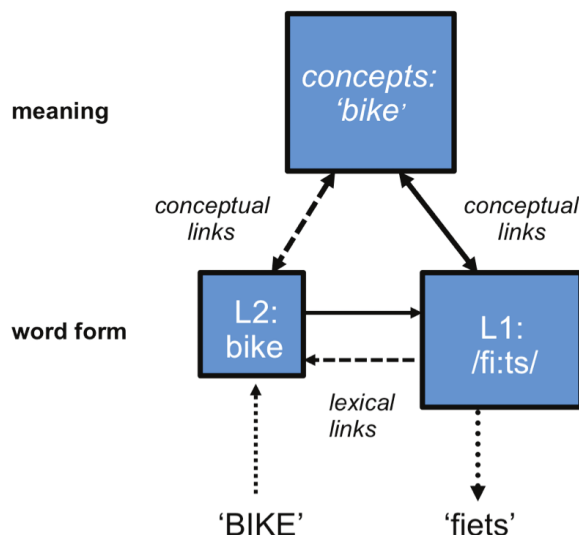 concepts:
‘bike’
meaning
conceptual
links
conceptual
links
word form
L2:
bike
L1:
/fi:ts/
lexical
links
‘BIKE’
‘fiets’